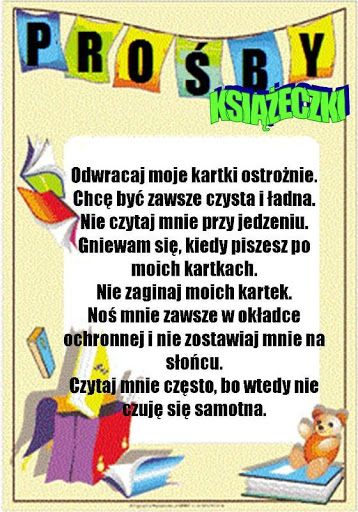 PROŚBY
KSIĄŻECZKI
Odwracaj moje kartki ostrożnie.
Chcę być zawsze czysta i ładna.
Nie czytaj mnie przy jedzeniu.
Gniewam się, kiedy piszesz po
moich kartkach.
Nie zaginaj moich kartek.
Noś mnie zawsze w okładce
ochronnej i nie zostawiaj mnie na
słońcu.
Czytaj mnie często, bo wtedy nie
czuję się samotna.